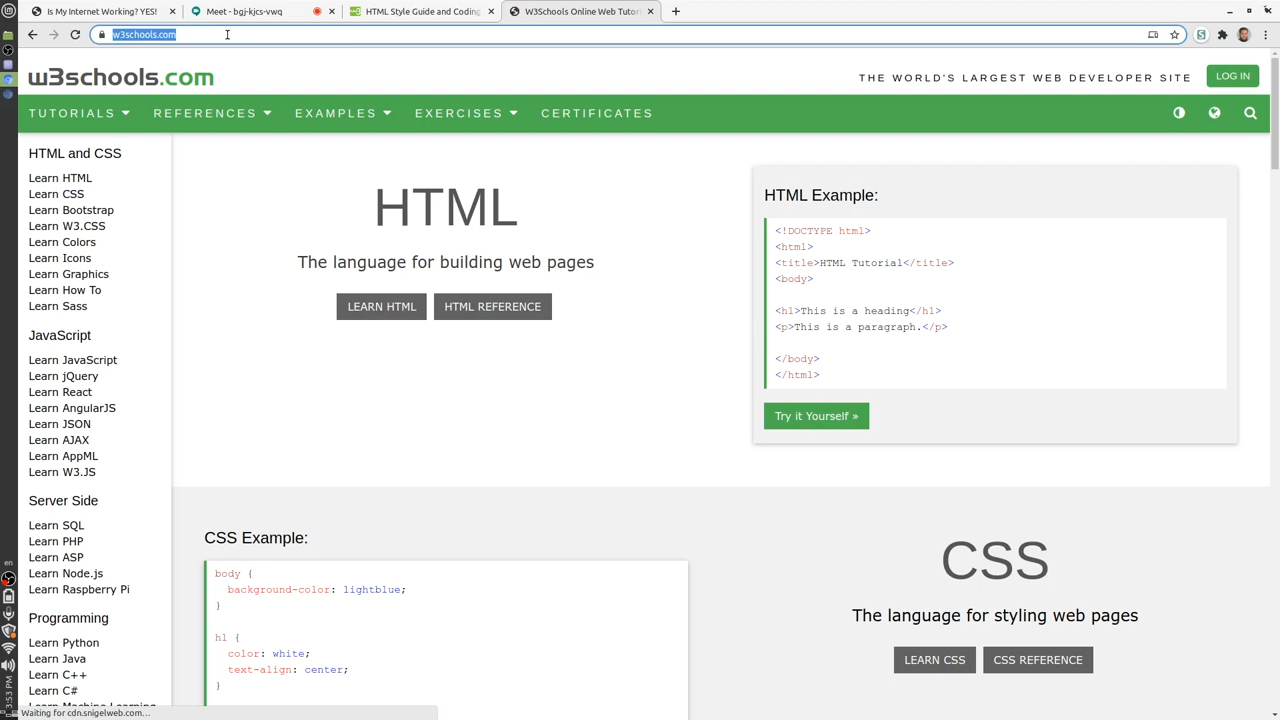 Is My Internet Working? YES!
Meet - bgj-kjcs-vwq
HTML Style Guide and Coding
W3Schools Online Web Tutor
w3schools.com
w3schools.com
THE WORLD'S LARGEST WEB DEVELOPER SITE
LOG IN
TUTORIALS
REFERENCES
EXAMPLES
EXERCISES
CERTIFICATES
HTML and CSS
Learn HTML
Learn CSS
Learn Bootstrap
Learn W3.CSS
Learn Colors
Learn Icons
Learn Graphics
Learn How To
Learn Sass
JavaScript
Learn JavaScript
Learn jQuery
Learn React
Learn AngularJS
Learn JSON
Learn AJAX
Learn AppML
Learn W3.JS
Server Side
Learn SQL
Learn PHP
Learn ASP
Learn Node.js
Learn Raspberry Pi
Programming
Learn Python
Learn Java
Learn C++
Learn C#
Learn Machine Learning
HTML
The language for building web pages
LEARN HTML
HTML REFERENCE
HTML Example:
<!DOCTYPE html>
<html>
<title>HTML Tutorial</title>
<body>
<h1>This is a heading</h1>
<p>This is a paragraph.</p>
</body>
</html>
Try it Yourself »
CSS Example:
body {
background-color: lightblue;
}
h1 {
color: white;
text-align: center;
}
CSS
The language for styling web pages
LEARN CSS
CSS REFERENCE
en
3:53 PM
Waiting for cdn.snigelweb.com...